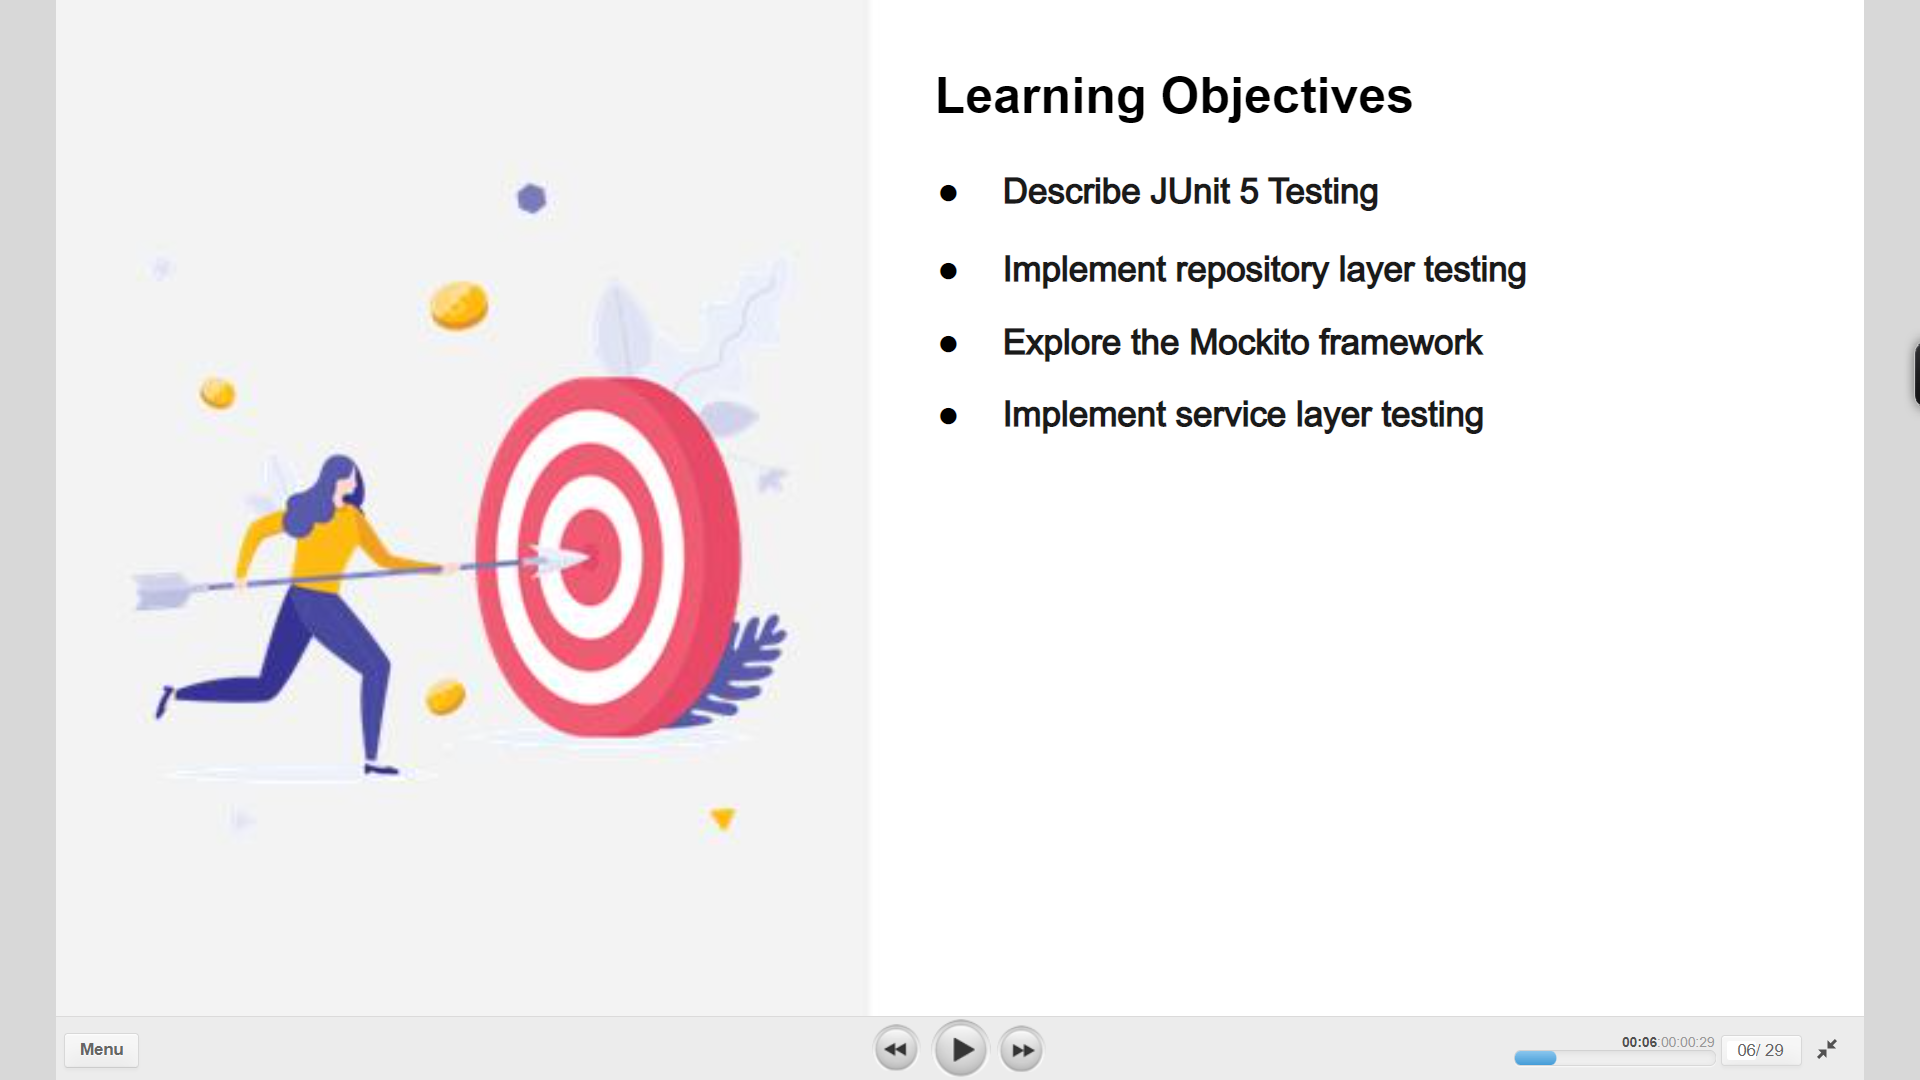 Learning Objectives
● Describe JUnit 5 Testing
● Implement repository layer testing
● Explore the Mockito framework
● Implement service layer testing
Menu
00:06:00:00:29
06/ 29